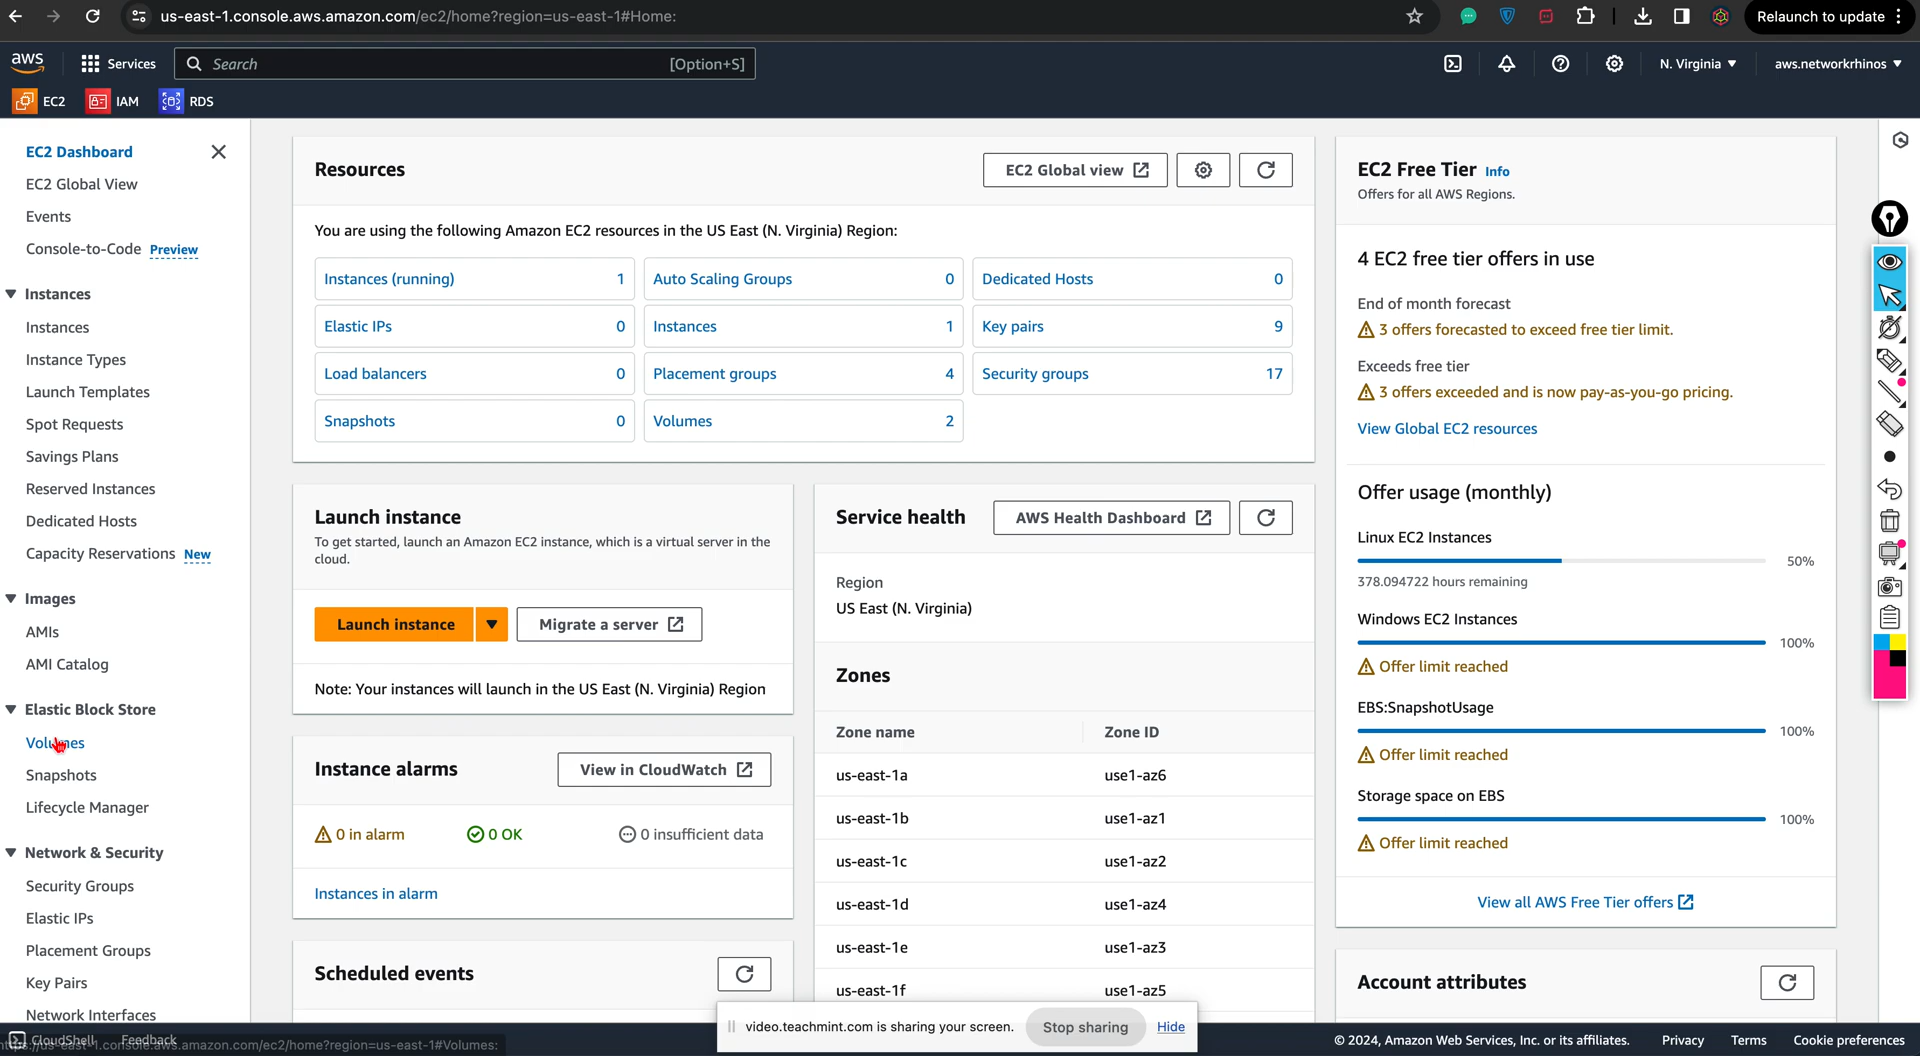 us-east-1.console.aws.amazon.com/ec2/home?region=us-east-1#Home:
Relaunch to update
aws
Services
Search
[Option+S]
N. Virginia
aws.networkrhinos
EC2
IAM
RDS
EC2 Dashboard
EC2 Global View
Events
Console-to-Code Preview
Instances
Instances
Instance Types
Launch Templates
Spot Requests
Savings Plans
Reserved Instances
Dedicated Hosts
Capacity Reservations New
Images
AMIs
AMI Catalog
Elastic Block Store
Volumes
Snapshots
Lifecycle Manager
Network & Security
Security Groups
Elastic IPs
Placement Groups
Key Pairs
Network Interfaces
Resources
EC2 Global view
You are using the following Amazon EC2 resources in the US East (N. Virginia) Region:
Instances (running) 1
Auto Scaling Groups 0
Dedicated Hosts 0
Elastic IPs 0
Instances 1
Key pairs 9
Load balancers 0
Placement groups 4
Security groups 17
Snapshots 0
Volumes 2
Launch instance
To get started, launch an Amazon EC2 instance, which is a virtual server in the
cloud.
Launch instance
Migrate a server
Note: Your instances will launch in the US East (N. Virginia) Region
Instance alarms
View in CloudWatch
0 in alarm
0 OK
0 insufficient data
Instances in alarm
Scheduled events
Service health
AWS Health Dashboard
Region
US East (N. Virginia)
Zones
Zone name Zone ID
us-east-1a use1-az6
us-east-1b use1-az1
us-east-1c use1-az2
us-east-1d use1-az4
us-east-1e use1-az3
us-east-1f use1-az5
EC2 Free Tier Info
Offers for all AWS Regions.
4 EC2 free tier offers in use
End of month forecast
3 offers forecasted to exceed free tier limit.
Exceeds free tier
3 offers exceeded and is now pay-as-you-go pricing.
View Global EC2 resources
Offer usage (monthly)
Linux EC2 Instances
50%
378.094722 hours remaining
Windows EC2 Instances
100%
Offer limit reached
EBS:SnapshotUsage
100%
Offer limit reached
Storage space on EBS
100%
Offer limit reached
View all AWS Free Tier offers
Account attributes
video.teachmint.com is sharing your screen.
Stop sharing
Hide
CloudShell
Feedback
https://us-east-1.console.aws.amazon.com/ec2/home?region=us-east-1#Volumes:
© 2024, Amazon Web Services, Inc. or its affiliates.
Privacy
Terms
Cookie preferences